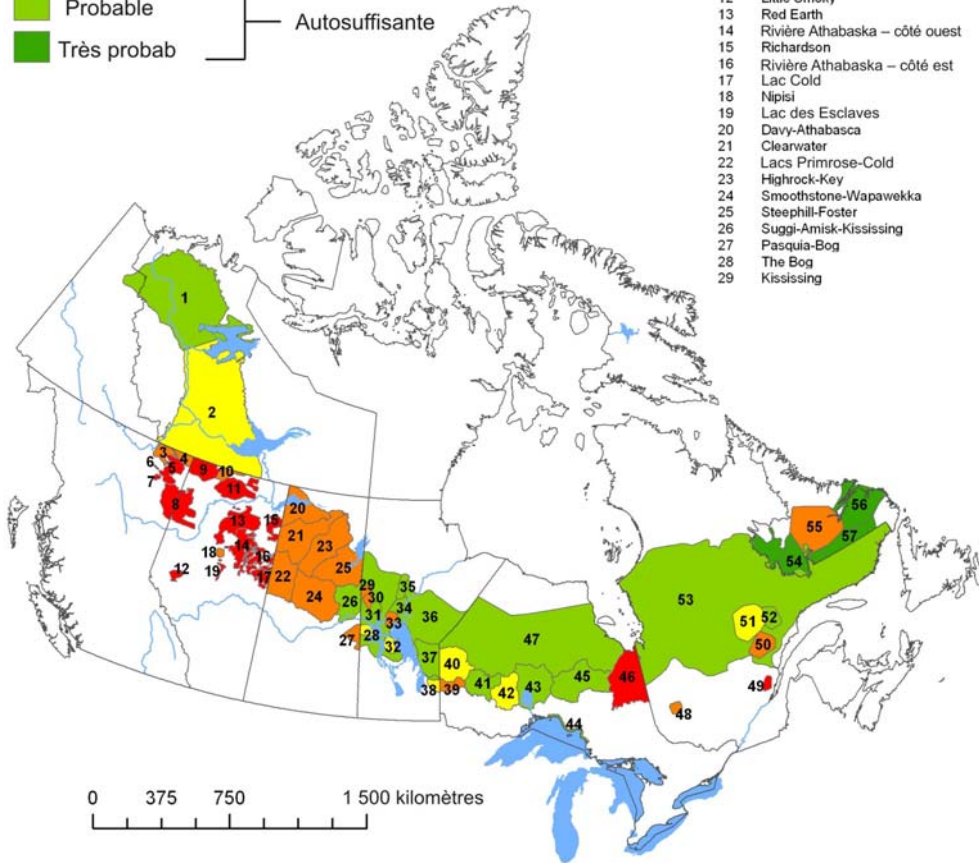 Probable
Autosuffisante
Très probab
12 Little Smoky
13 Red Earth
14 Rivière Athabaska – côté ouest
15 Richardson
16 Rivière Athabaska – côté est
17 Lac Cold
18 Nipisi
19 Lac des Esclaves
20 Davy-Athabasca
21 Clearwater
22 Lacs Primrose-Cold
23 Highrock-Key
24 Smoothstone-Wapawekka
25 Steephill-Foster
26 Suggi-Amisk-Kississing
27 Pasquia-Bog
28 The Bog
29 Kississing
1
2
3
4
5
6
7
8
9
10
11
12
13
14
15
16
17
18
19
20
21
22
23
24
25
26
27
28
29
30
31
32
33
34
35
36
37
38
39
40
41
42
43
44
45
46
47
48
49
50
51
52
53
54
55
56
57
0 375 750 1 500 kilomètres